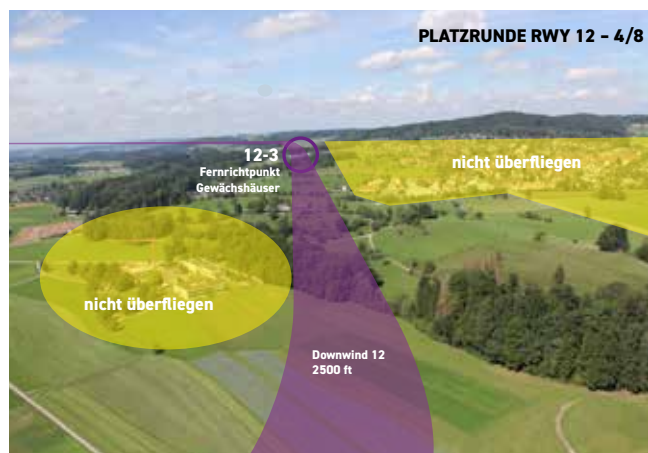 PLATZRUNDE RWY 12 – 4/8
12-3
Fernrichtpunkt
Gewächshäuser
nicht überfliegen
nicht überfliegen
Downwind 12
2500 ft